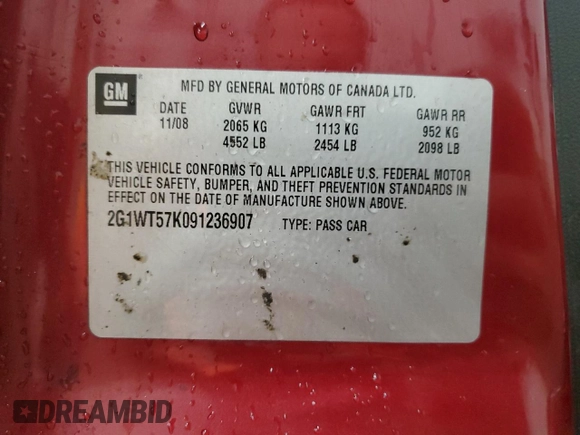 GM
MFD BY GENERAL MOTORS OF CANADA LTD.
DATE GVWR GAWR FRT GAWR RR
11/08 2065 KG 1113 KG 952 KG
4552 LB 2454 LB 2098 LB
THIS VEHICLE CONFORMS TO ALL APPLICABLE U.S. FEDERAL MOTOR
VEHICLE SAFETY, BUMPER, AND THEFT PREVENTION STANDARDS IN
EFFECT ON THE DATE OF MANUFACTURE SHOWN ABOVE.
2G1WT57K091236907 TYPE: PASS CAR
DREAMBID